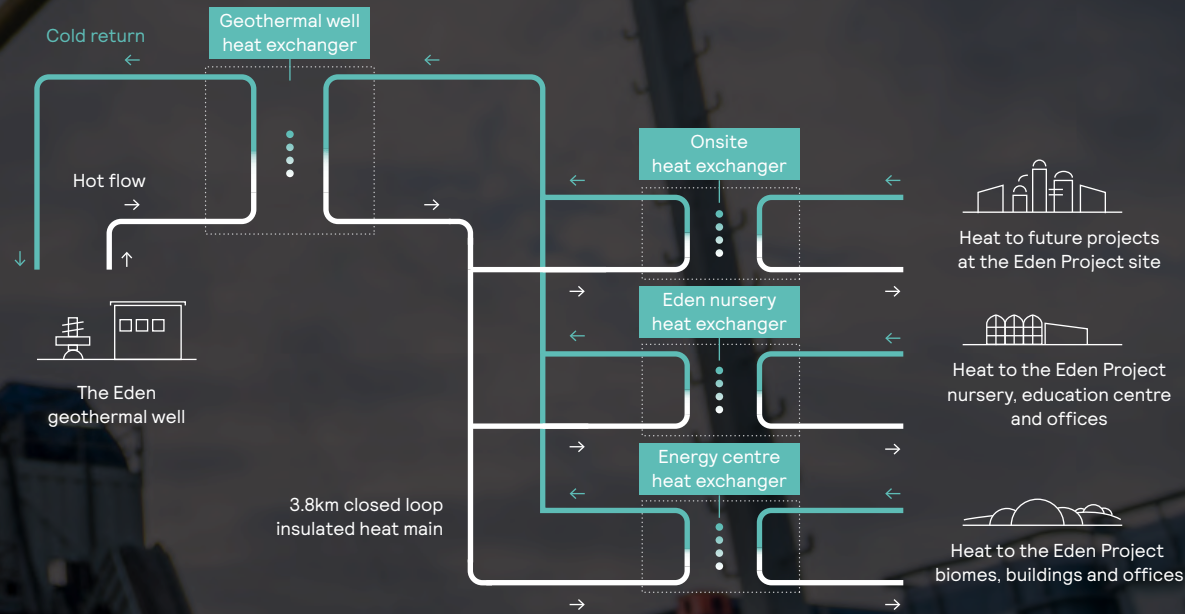 Cold return
Geothermal well
heat exchanger
Hot flow
The Eden
geothermal well
3.8km closed loop
insulated heat main
Onsite
heat exchanger
Heat to future projects
at the Eden Project site
Eden nursery
heat exchanger
Heat to the Eden Project
nursery, education centre
and offices
Energy centre
heat exchanger
Heat to the Eden Project
biomes, buildings and offices